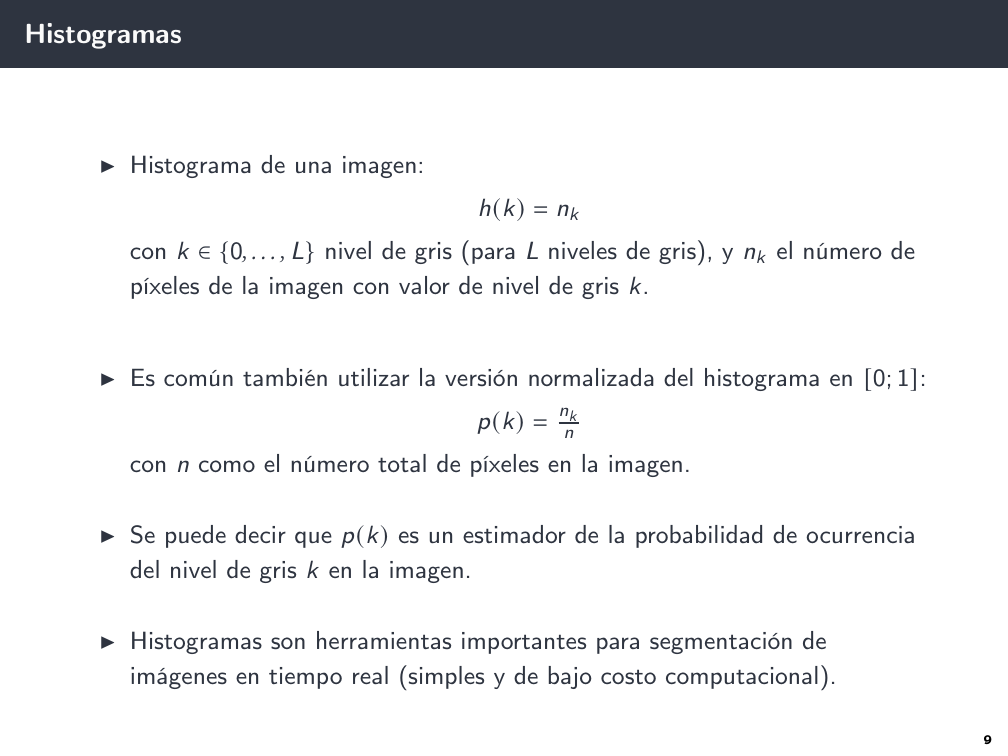 Histogramas
▶ Histograma de una imagen:
h(k) = n_k
con k ∈ {0,..., L} nivel de gris (para L niveles de gris), y n_k el número de
píxeles de la imagen con valor de nivel de gris k.
▶ Es común también utilizar la versión normalizada del histograma en [0; 1]:
p(k) = n_k/n
con n como el número total de píxeles en la imagen.
▶ Se puede decir que p(k) es un estimador de la probabilidad de ocurrencia
del nivel de gris k en la imagen.
▶ Histogramas son herramientas importantes para segmentación de
imágenes en tiempo real (simples y de bajo costo computacional).
9